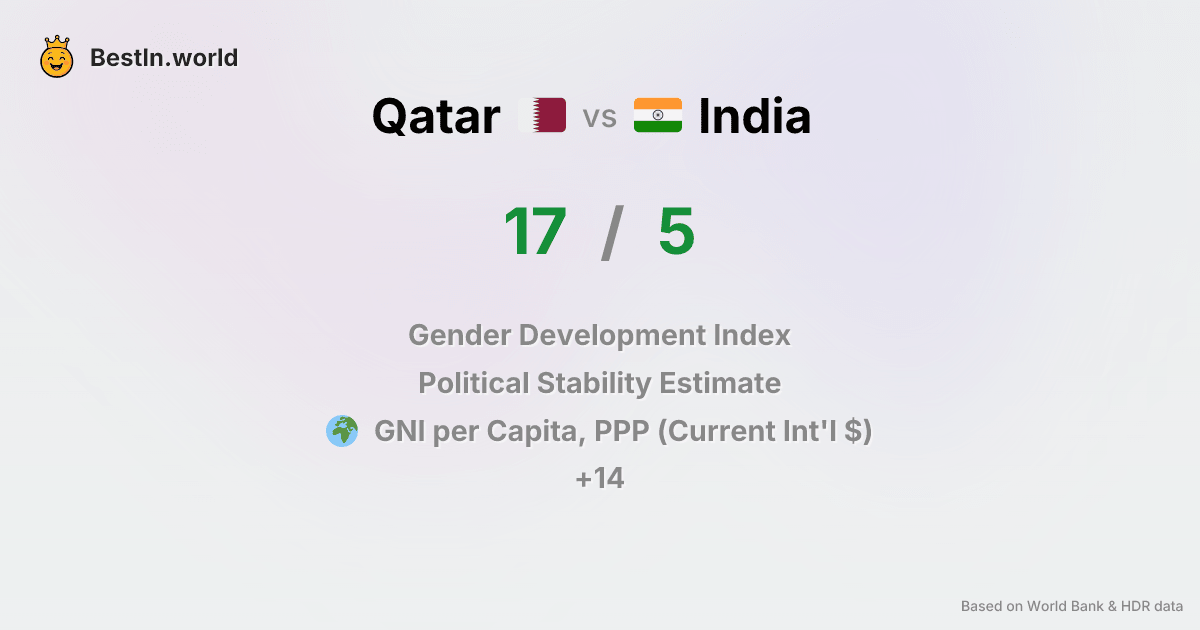 BestIn.world
Qatar vs India
17 / 5
Gender Development Index
Political Stability Estimate
GNI per Capita, PPP (Current Int'l $)
+14
Based on World Bank & HDR data